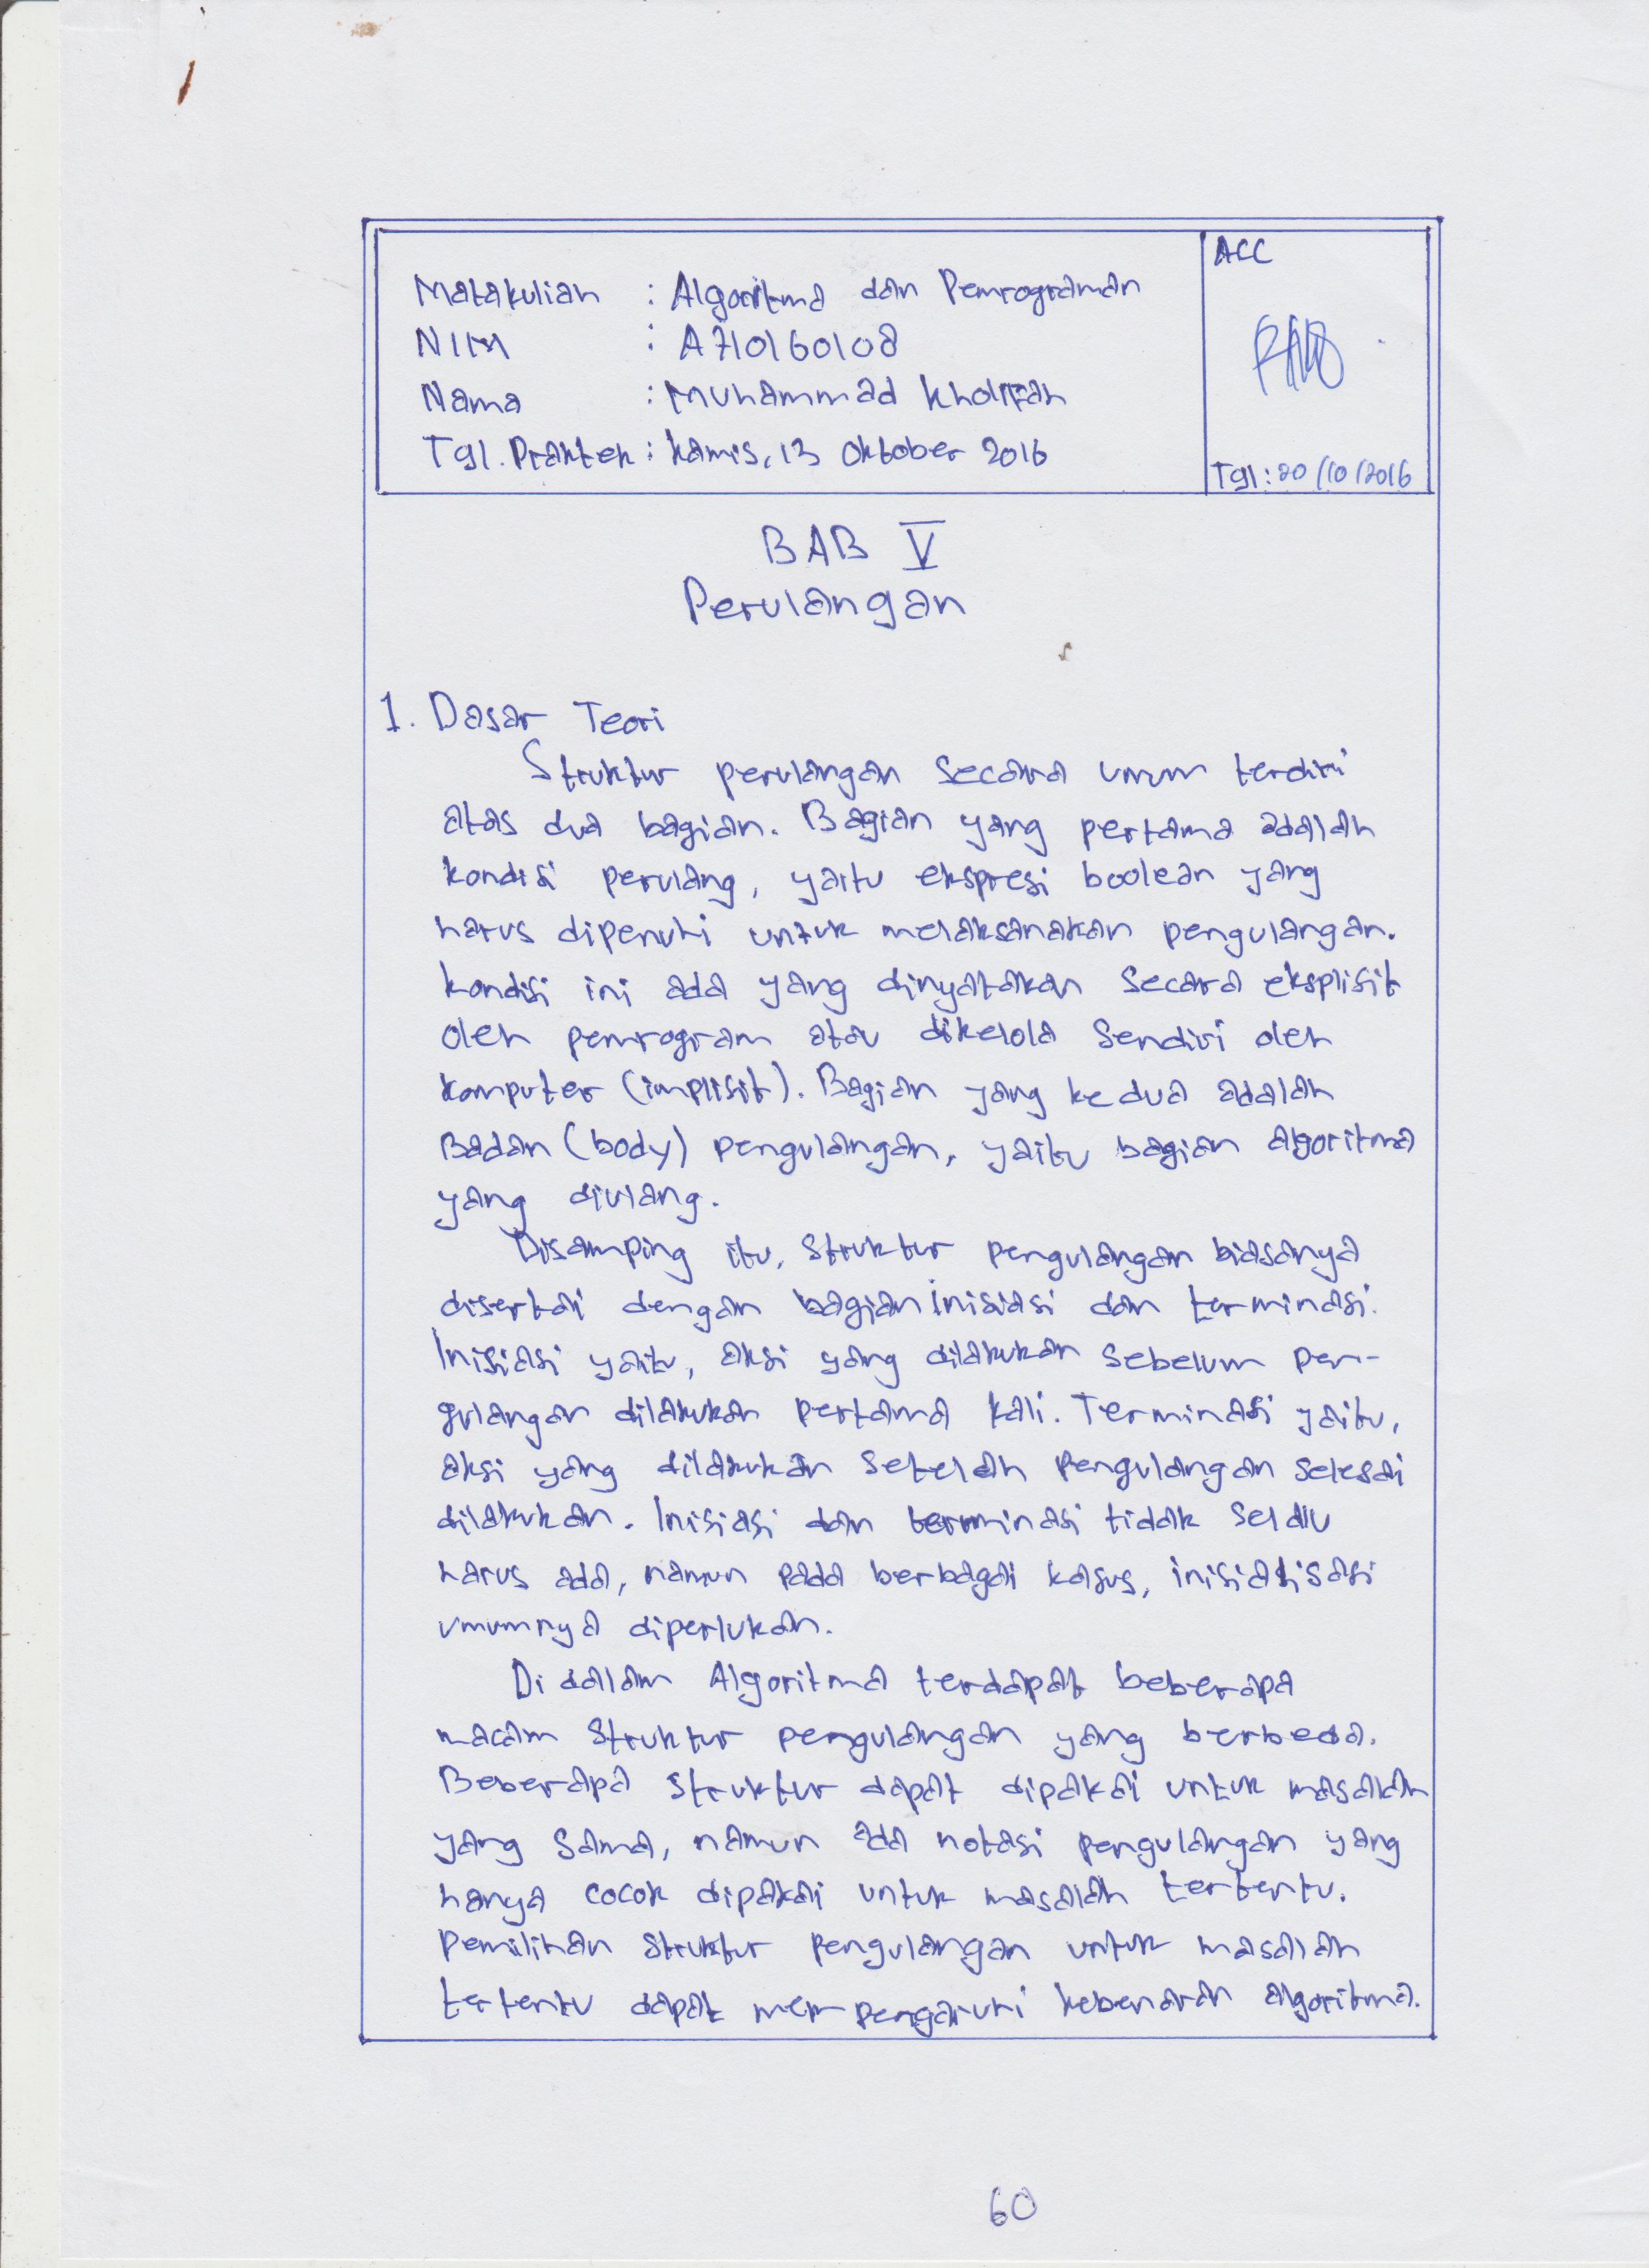 ACC
Matakuliah : Algoritma dan Pemrograman
NIM : A710160108
Nama : Muhammad Kholifah
Tgl. Praktek : Kamis, 13 Oktober 2016
Tgl : 20/10/2016
BAB V
Perulangan
1. Dasar Teori
Struktur perulangan secara umum terdiri
atas dua bagian. Bagian yang pertama adalah
kondisi perulang, yaitu ekspresi boolean yang
harus dipenuhi untuk melaksanakan pengulangan.
Kondisi ini ada yang dinyatakan secara eksplisit
oleh pemrogram atau dikelola sendiri oleh
komputer (implisit). Bagian yang kedua adalah
Badan (body) pengulangan, yaitu bagian algoritma
yang diulang.
Disamping itu, struktur pengulangan biasanya
disertai dengan bagian inisiasi dan terminasi.
Inisiasi yaitu, aksi yang dilakukan sebelum pen-
gulangan dilakukan pertama kali. Terminasi yaitu,
aksi yang dilakukan setelah pengulangan selesai
dilakukan. Inisiasi dan terminasi tidak selalu
harus ada, namun pada berbagai kasus, inisialisasi
umumnya diperlukan.
Di dalam Algoritma terdapat beberapa
macam struktur pengulangan yang berbeda.
Beberapa struktur dapat dipakai untuk masalah
yang sama, namun ada notasi pengulangan yang
hanya cocok dipakai untuk masalah tertentu.
Pemilihan struktur pengulangan untuk masalah
tertentu dapat mempengaruhi kebenaran algoritma.
60